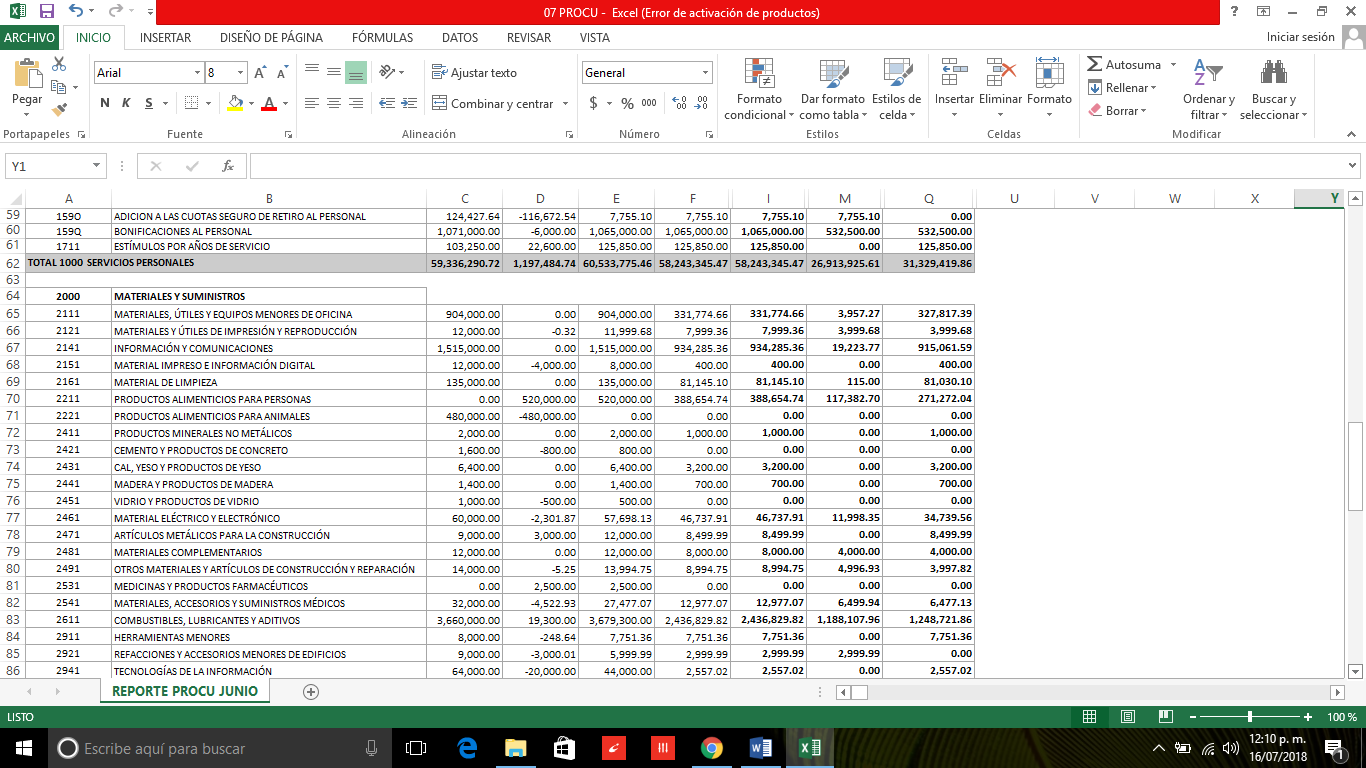 07 PROCU - Excel (Error de activación de productos)
ARCHIVO INICIO INSERTAR DISEÑO DE PÁGINA FÓRMULAS DATOS REVISAR VISTA Iniciar sesión
Pegar
Arial 8
N K S
Ajustar texto
Combinar y centrar
General
$ % 000
Formato condicional
Dar formato como tabla
Estilos de celda
Insertar Eliminar Formato
Autosuma
Rellenar
Borrar
Ordenar y filtrar
Buscar y seleccionar
Portapapeles Fuente Alineación Número Estilos Celdas Modificar
Y1 fx
A B C D E F I M Q U V W X Y
59 159O ADICION A LAS CUOTAS SEGURO DE RETIRO AL PERSONAL 124,427.64 -116,672.54 7,755.10 7,755.10 7,755.10 7,755.10 0.00
60 159Q BONIFICACIONES AL PERSONAL 1,071,000.00 -6,000.00 1,065,000.00 1,065,000.00 1,065,000.00 532,500.00 532,500.00
61 1711 ESTÍMULOS POR AÑOS DE SERVICIO 103,250.00 22,600.00 125,850.00 125,850.00 125,850.00 0.00 125,850.00
62 TOTAL 1000 SERVICIOS PERSONALES 59,336,290.72 1,197,484.74 60,533,775.46 58,243,345.47 58,243,345.47 26,913,925.61 31,329,419.86
63
64 2000 MATERIALES Y SUMINISTROS
65 2111 MATERIALES, ÚTILES Y EQUIPOS MENORES DE OFICINA 904,000.00 0.00 904,000.00 331,774.66 331,774.66 3,957.27 327,817.39
66 2121 MATERIALES Y ÚTILES DE IMPRESIÓN Y REPRODUCCIÓN 12,000.00 -0.32 11,999.68 7,999.36 7,999.36 3,999.68 3,999.68
67 2141 INFORMACIÓN Y COMUNICACIONES 1,515,000.00 0.00 1,515,000.00 934,285.36 934,285.36 19,223.77 915,061.59
68 2151 MATERIAL IMPRESO E INFORMACIÓN DIGITAL 12,000.00 -4,000.00 8,000.00 400.00 400.00 0.00 400.00
69 2161 MATERIAL DE LIMPIEZA 135,000.00 0.00 135,000.00 81,145.10 81,145.10 115.00 81,030.10
70 2211 PRODUCTOS ALIMENTICIOS PARA PERSONAS 0.00 520,000.00 520,000.00 388,654.74 388,654.74 117,382.70 271,272.04
71 2221 PRODUCTOS ALIMENTICIOS PARA ANIMALES 480,000.00 -480,000.00 0.00 0.00 0.00 0.00 0.00
72 2411 PRODUCTOS MINERALES NO METÁLICOS 2,000.00 0.00 2,000.00 1,000.00 1,000.00 0.00 1,000.00
73 2421 CEMENTO Y PRODUCTOS DE CONCRETO 1,600.00 -800.00 800.00 0.00 0.00 0.00 0.00
74 2431 CAL, YESO Y PRODUCTOS DE YESO 6,400.00 0.00 6,400.00 3,200.00 3,200.00 0.00 3,200.00
75 2441 MADERA Y PRODUCTOS DE MADERA 1,400.00 0.00 1,400.00 700.00 700.00 0.00 700.00
76 2451 VIDRIO Y PRODUCTOS DE VIDRIO 1,000.00 -500.00 500.00 0.00 0.00 0.00 0.00
77 2461 MATERIAL ELÉCTRICO Y ELECTRÓNICO 60,000.00 -2,301.87 57,698.13 46,737.91 46,737.91 11,998.35 34,739.56
78 2471 ARTÍCULOS METÁLICOS PARA LA CONSTRUCCIÓN 9,000.00 3,000.00 12,000.00 8,499.99 8,499.99 0.00 8,499.99
79 2481 MATERIALES COMPLEMENTARIOS 12,000.00 0.00 12,000.00 8,000.00 8,000.00 4,000.00 4,000.00
80 2491 OTROS MATERIALES Y ARTÍCULOS DE CONSTRUCCIÓN Y REPARACIÓN 14,000.00 -5.25 13,994.75 8,994.75 8,994.75 4,996.93 3,997.82
81 2531 MEDICINAS Y PRODUCTOS FARMACÉUTICOS 0.00 2,500.00 2,500.00 0.00 0.00 0.00 0.00
82 2541 MATERIALES, ACCESORIOS Y SUMINISTROS MÉDICOS 32,000.00 -4,522.93 27,477.07 12,977.07 12,977.07 6,499.94 6,477.13
83 2611 COMBUSTIBLES, LUBRICANTES Y ADITIVOS 3,660,000.00 19,300.00 3,679,300.00 2,436,829.82 2,436,829.82 1,188,107.96 1,248,721.86
84 2911 HERRAMIENTAS MENORES 8,000.00 -248.64 7,751.36 7,751.36 7,751.36 0.00 7,751.36
85 2921 REFACCIONES Y ACCESORIOS MENORES DE EDIFICIOS 9,000.00 -3,000.01 5,999.99 2,999.99 2,999.99 2,999.99 0.00
86 2941 TECNOLOGÍAS DE LA INFORMACIÓN 64,000.00 -20,000.00 44,000.00 2,557.02 2,557.02 0.00 2,557.02
REPORTE PROCU JUNIO
LISTO 100 %
Escribe aquí para buscar
12:10 p. m.
16/07/2018
1